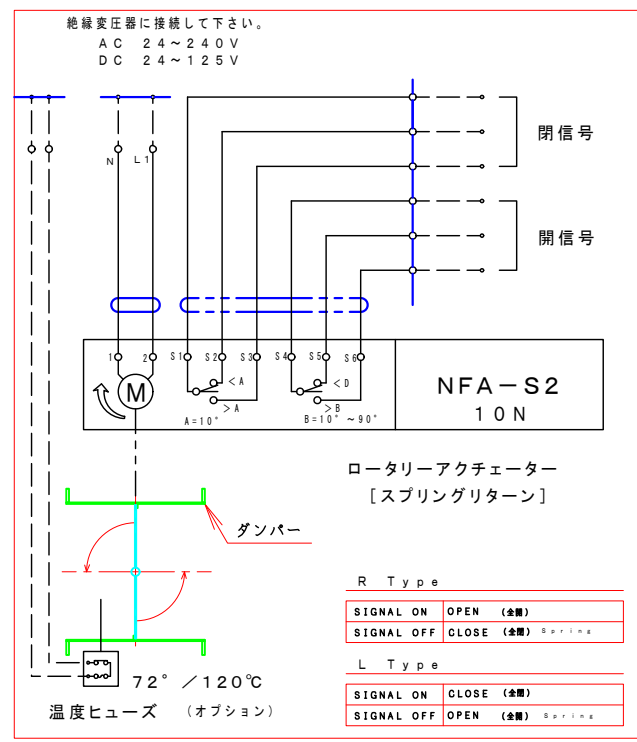 絶縁変圧器に接続して下さい。
AC 24~240V
DC 24~125V
N L1
閉信号
開信号
1 2 S1 S2 S3 S4 S5 S6
M
<A
>A
A=10°
<D
>B
B=10° ~90°
NFA-S2
10N
ロータリーアクチェーター
[スプリングリターン]
ダンパー
R Type
SIGNAL ON OPEN (全開)
SIGNAL OFF CLOSE (全閉) Spring
L Type
SIGNAL ON CLOSE (全閉)
SIGNAL OFF OPEN (全開) Spring
72° /120℃
温度ヒューズ (オプション)